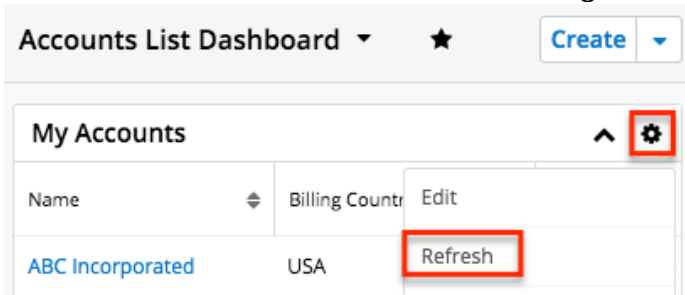 Accounts List Dashboard Create
My Accounts
Name Billing Countr Edit
Refresh
ABC Incorporated USA